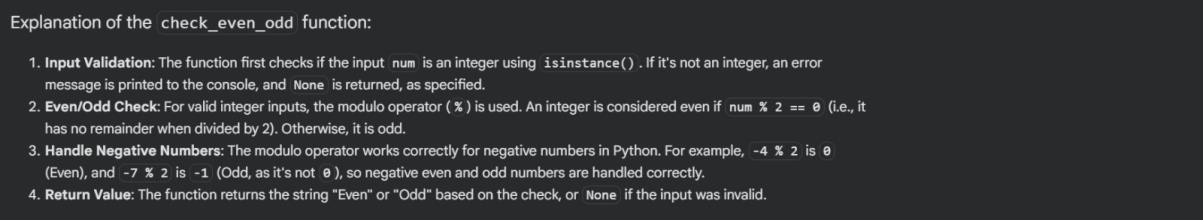 Explanation of the check_even_odd function:
1. Input Validation: The function first checks if the input num is an integer using isinstance(). If it's not an integer, an error
message is printed to the console, and None is returned, as specified.
2. Even/Odd Check: For valid integer inputs, the modulo operator (%) is used. An integer is considered even if num % 2 == 0 (i.e., it
has no remainder when divided by 2). Otherwise, it is odd.
3. Handle Negative Numbers: The modulo operator works correctly for negative numbers in Python. For example, -4 % 2 is 0
(Even), and -7 % 2 is -1 (Odd, as it's not 0), so negative even and odd numbers are handled correctly.
4. Return Value: The function returns the string "Even" or "Odd" based on the check, or None if the input was invalid.